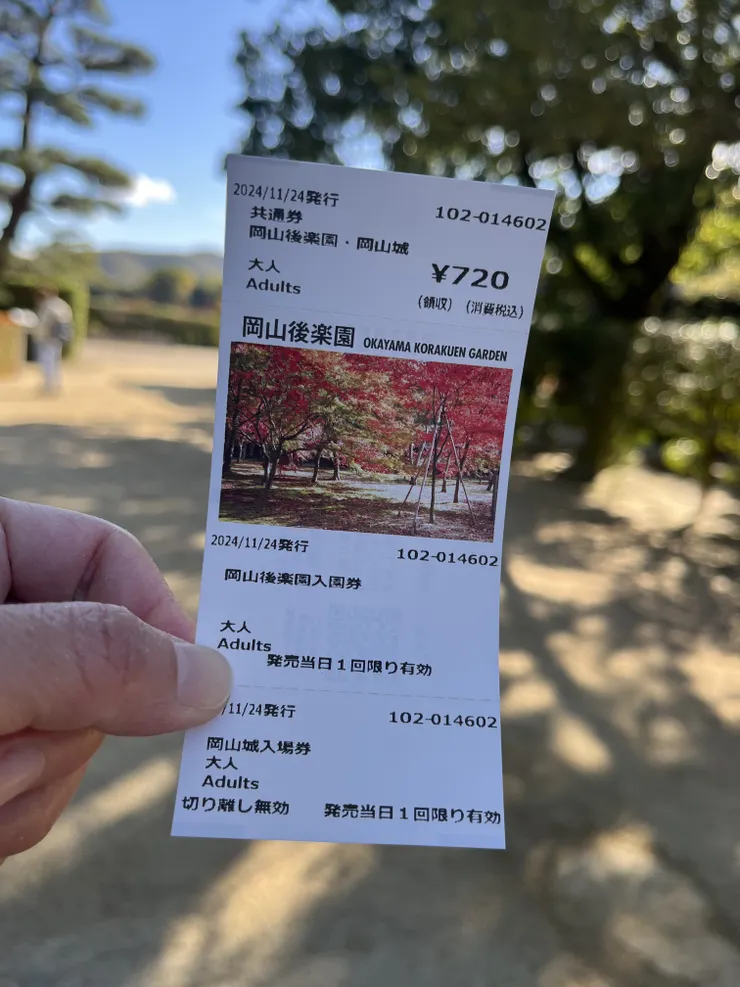 2024/11/24発行
102-014602
共通券
岡山後楽園・岡山城
大人
¥720
Adults
(領収) (消費税込)
岡山後楽園 OKAYAMA KORAKUEN GARDEN
2024/11/24発行
102-014602
岡山後楽園入園券
大人
Adults
発売当日1回限り有効
/11/24発行
102-014602
岡山城入場券
大人
Adults
切り離し無効 発売当日1回限り有効